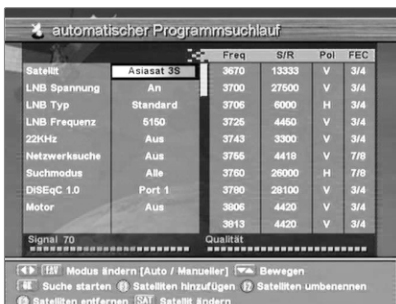 automatischer Programmsuchlauf
Freq S/R Pol FEC
Satellit Asiasat 3S 3670 13333 V 3/4
LNB Spannung An 3700 27500 V 3/4
LNB Typ Standard 3706 6000 H 3/4
LNB Frequenz 5150 3725 4450 V 3/4
22KHz Aus 3743 3300 V 3/4
Netzwerksuche Aus 3755 4418 V 7/8
Suchmodus Alle 3760 26000 H 7/8
DiSEqC 1.0 Port 1 3780 28100 V 3/4
Motor Aus 3806 4420 V 3/4
3813 4420 V 3/4
Signal 70 Qualität
Modus ändern [Auto / Manueller] Bewegen
Suche starten Satelliten hinzufügen Satelliten umbenennen
Satelliten entfernen SAT Satellit ändern